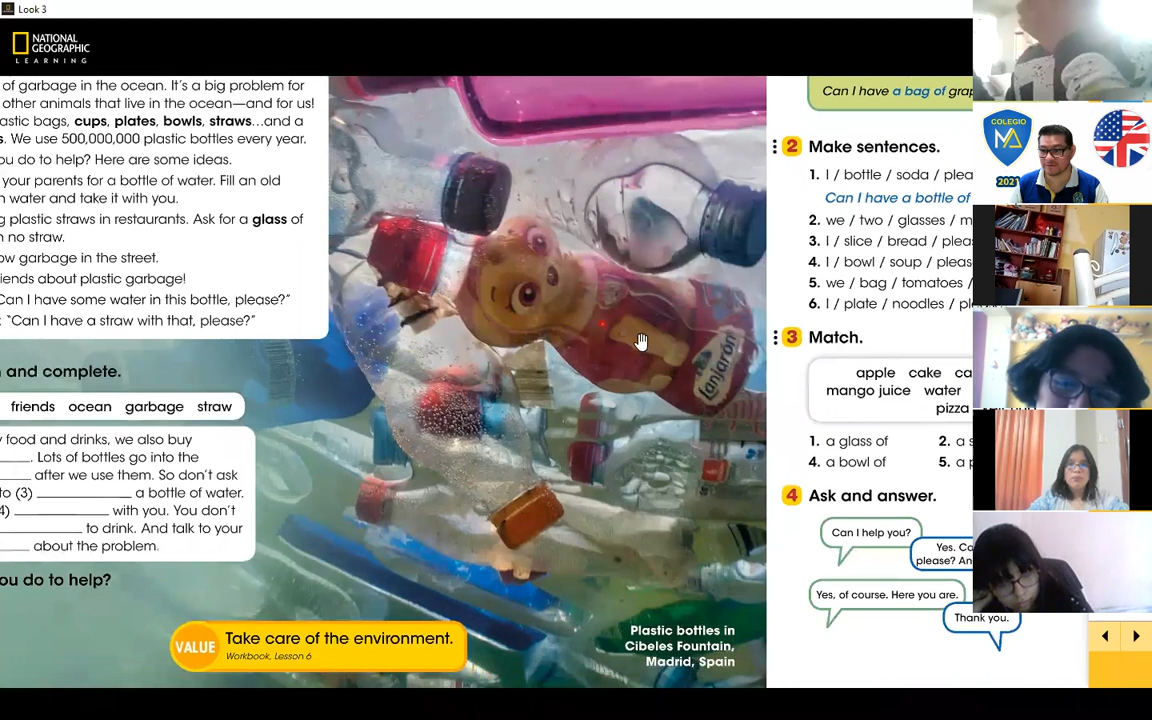 Look 3
NATIONAL
GEOGRAPHIC
LEARNING
of garbage in the ocean. It's a big problem for
other animals that live in the ocean—and for us!
astic bags, cups, plates, bowls, straws...and a
s. We use 500,000,000 plastic bottles every year.
ou do to help? Here are some ideas.
your parents for a bottle of water. Fill an old
n water and take it with you.
g plastic straws in restaurants. Ask for a glass of
n no straw.
ow garbage in the street.
iends about plastic garbage!
Can I have some water in this bottle, please?"
: "Can I have a straw with that, please?"
n and complete.
friends ocean garbage straw
y food and drinks, we also buy
____. Lots of bottles go into the
____ after we use them. So don't ask
to (3) ____ a bottle of water.
4) ____ with you. You don't
____ to drink. And talk to your
____ about the problem.
ou do to help?
VALUE
Take care of the environment.
Workbook, Lesson 6
Lanjarón
Plastic bottles in
Cibeles Fountain,
Madrid, Spain
Can I have a bag of grap
2 Make sentences.
1. I / bottle / soda / plea
Can I have a bottle of
2. we / two / glasses / m
3. I / slice / bread / plea
4. I / bowl / soup / pleas
5. we / bag / tomatoes /
6. I / plate / noodles / pl
3 Match.
apple cake ca
mango juice water
pizza
1. a glass of
2. a s
4. a bowl of
5. a p
4 Ask and answer.
Can I help you?
Yes. Ca
please? An
Yes, of course. Here you are.
Thank you.
COLEGIO
MA
2021